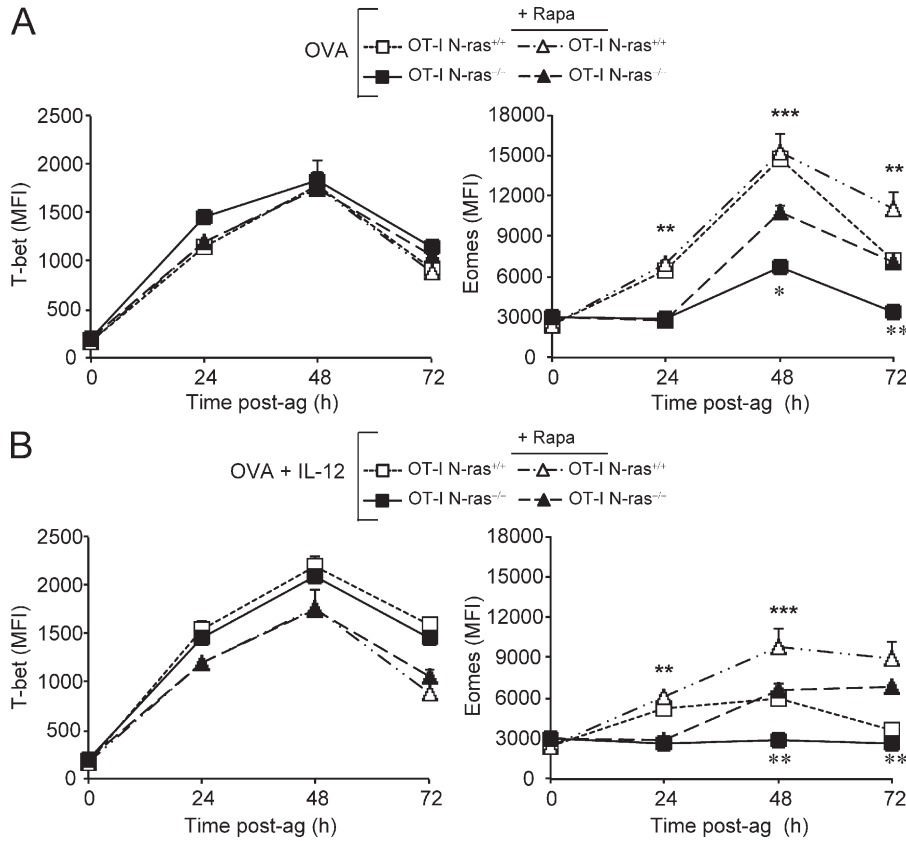 A
+ Rapa
OVA
OT-I N-ras+/+
OT-I N-ras+/+
OT-I N-ras-/-
OT-I N-ras-/-
T-bet (MFI)
2500
2000
1500
1000
500
0
0 24 48 72
Time post-ag (h)
Eomes (MFI)
18000
15000
12000
9000
6000
3000
0
**
***
**
*
**
0 24 48 72
Time post-ag (h)
B
+ Rapa
OVA + IL-12
OT-I N-ras+/+
OT-I N-ras+/+
OT-I N-ras-/-
OT-I N-ras-/-
T-bet (MFI)
2500
2000
1500
1000
500
0
0 24 48 72
Time post-ag (h)
Eomes (MFI)
18000
15000
12000
9000
6000
3000
0
**
***
**
**
0 24 48 72
Time post-ag (h)